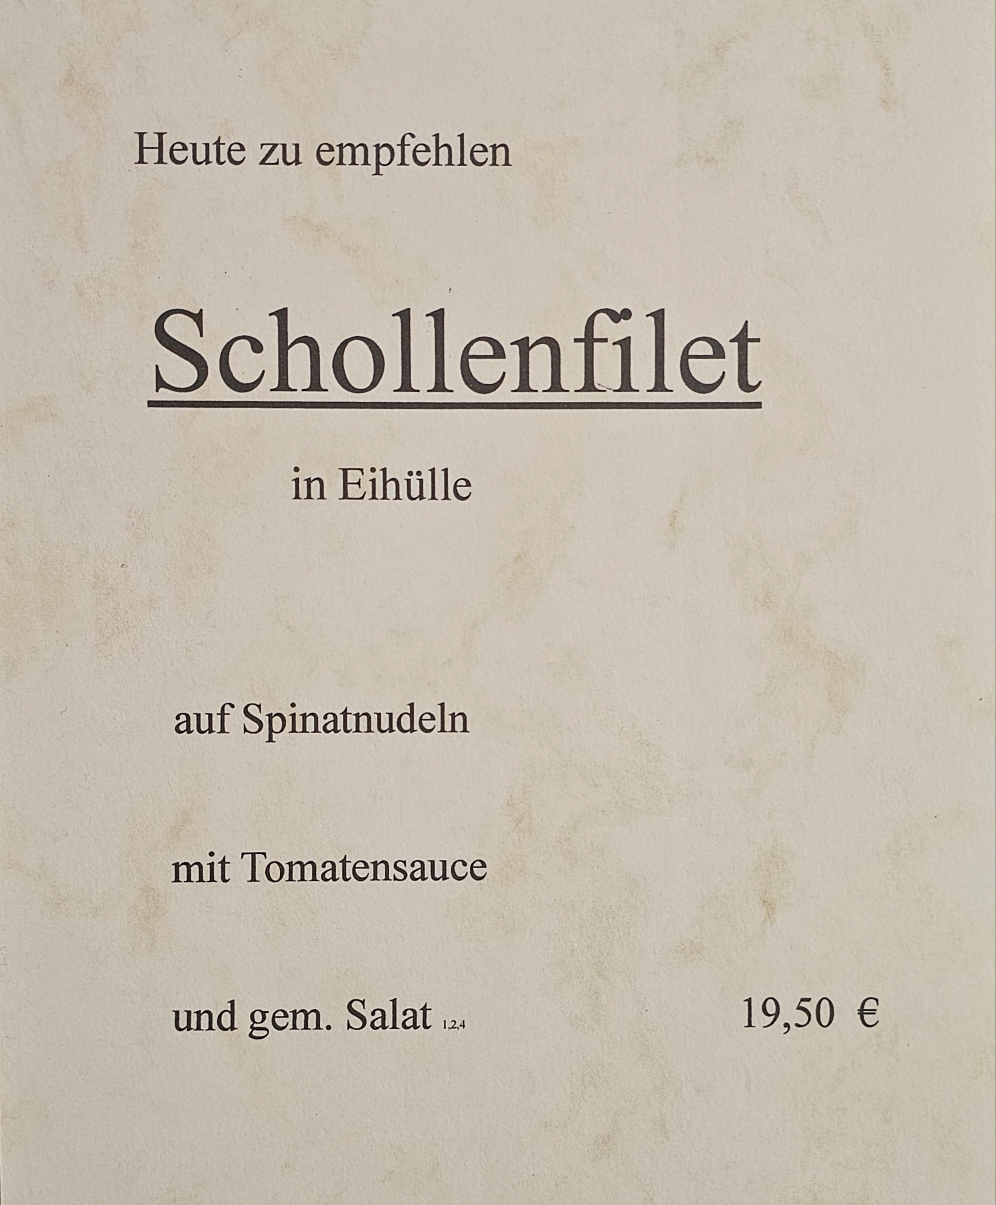 Heute zu empfehlen
Schollenfilet
in Eihülle
auf Spinatnudeln
mit Tomatensauce
und gem. Salat 1,2,4 19,50 €